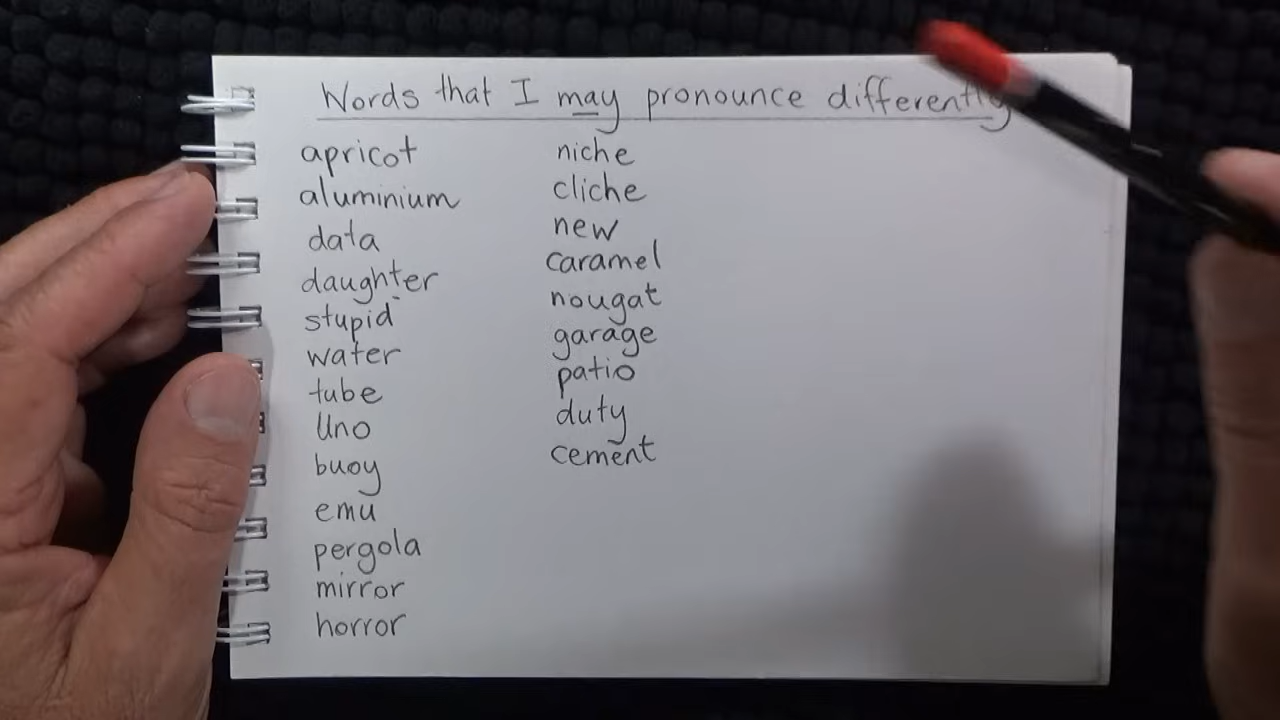 Words that I may pronounce differently
apricot
aluminium
data
daughter
stupid
water
tube
Uno
buoy
emu
pergola
mirror
horror
niche
cliche
new
caramel
nougat
garage
patio
duty
cement